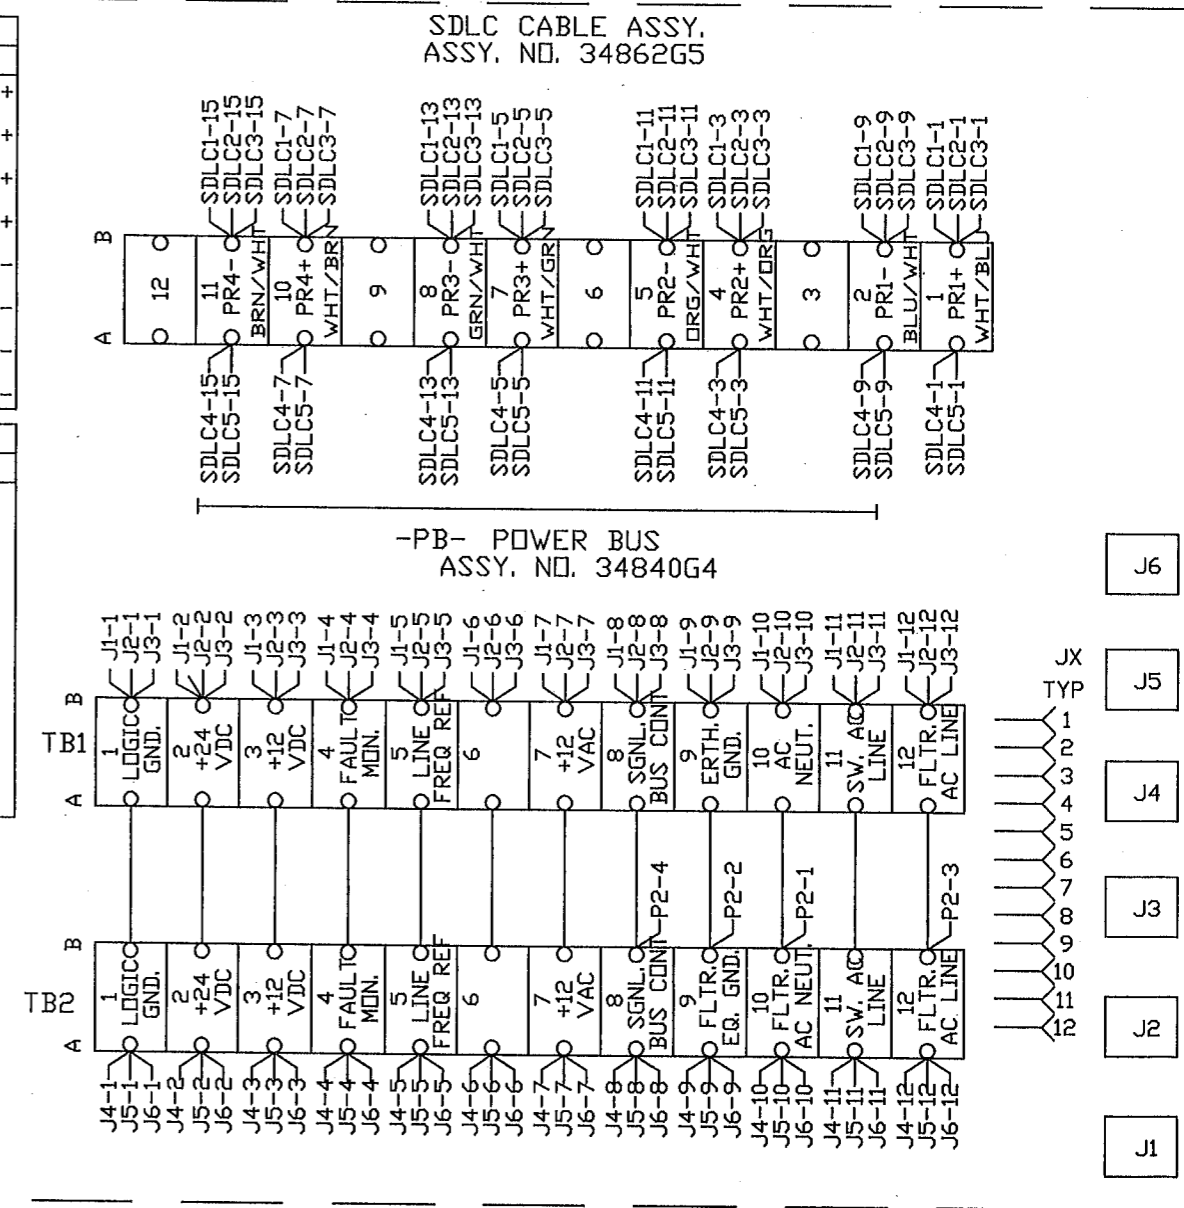 SDLC CABLE ASSY.
ASSY. NO. 34862G5
SDLC1-15
SDLC2-15
SDLC3-15
SDLC1-7
SDLC2-7
SDLC3-7
SDLC1-13
SDLC2-13
SDLC3-13
SDLC1-5
SDLC2-5
SDLC3-5
SDLC1-11
SDLC2-11
SDLC3-11
SDLC1-3
SDLC2-3
SDLC3-3
SDLC1-9
SDLC2-9
SDLC3-9
SDLC1-1
SDLC2-1
SDLC3-1
B
A
12
11
PR4-
BRN/WHT
10
PR4+
WHT/BRN
9
8
PR3-
GRN/WHT
7
PR3+
WHT/GRN
6
5
PR2-
ORG/WHT
4
PR2+
WHT/ORG
3
2
PR1-
BLU/WHT
1
PR1+
WHT/BLU
SDLC4-15
SDLC5-15
SDLC4-7
SDLC5-7
SDLC4-13
SDLC5-13
SDLC4-5
SDLC5-5
SDLC4-11
SDLC5-11
SDLC4-3
SDLC5-3
SDLC4-9
SDLC5-9
SDLC4-1
SDLC5-1
-PB- POWER BUS
ASSY. NO. 34840G4
J1-1
J2-1
J3-1
J1-2
J2-2
J3-2
J1-3
J2-3
J3-3
J1-4
J2-4
J3-4
J1-5
J2-5
J3-5
J1-6
J2-6
J3-6
J1-7
J2-7
J3-7
J1-8
J2-8
J3-8
J1-9
J2-9
J3-9
J1-10
J2-10
J3-10
J1-11
J2-11
J3-11
J1-12
J2-12
J3-12
TB1
B
A
1
LOGIC
GND.
2
+24
VDC
3
+12
VDC
4
FAULT
MON.
5
LINE
FREQ REF
6
7
+12
VAC
8
SGNL.
BUS CONT
9
ERTH.
GND.
10
AC
NEUT.
11
SW. AC
LINE
12
FLTR.
AC LINE
P2-4
P2-2
P2-1
P2-3
TB2
B
A
1
LOGIC
GND.
2
+24
VDC
3
+12
VDC
4
FAULT
MON.
5
LINE
FREQ REF
6
7
+12
VAC
8
SGNL.
BUS CONT
9
FLTR.
EQ. GND.
10
FLTR.
AC NEUT.
11
SW. AC
LINE
12
FLTR.
AC LINE
J4-1
J5-1
J6-1
J4-2
J5-2
J6-2
J4-3
J5-3
J6-3
J4-4
J5-4
J6-4
J4-5
J5-5
J6-5
J4-6
J5-6
J6-6
J4-7
J5-7
J6-7
J4-8
J5-8
J6-8
J4-9
J5-9
J6-9
J4-10
J5-10
J6-10
J4-11
J5-11
J6-11
J4-12
J5-12
J6-12
JX
TYP
1
2
3
4
5
6
7
8
9
10
11
12
J6
J5
J4
J3
J2
J1
+
+
+
+
-
-
-
-